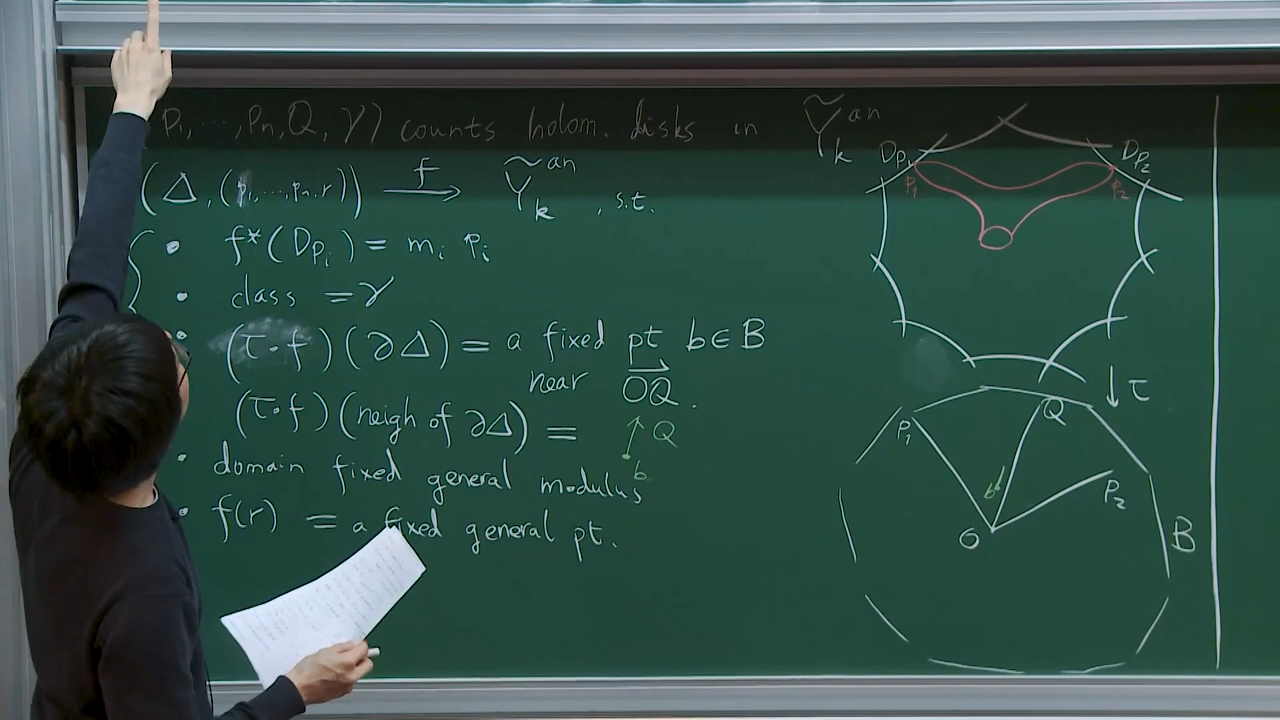 P₁, ⋯, Pₙ, Q, γ) counts holom. disks in Ỹₖᵃⁿ
(Δ, (p₁, ⋯, pₙ, r)) —f→ Ỹₖᵃⁿ , s.t.
• f*(D_{Pᵢ}) = mᵢ pᵢ
• class = γ
• (τ∘f)(∂Δ) = a fixed pt b∈B
near OQ⃗ .
(τ∘f)(neigh of ∂Δ) = ↑ Q
b
• domain fixed general modulus
• f(r) = a fixed general pt.
D_{P₁}
D_{P₂}
p₁
p₂
↓ τ
P₁
Q
P₂
b
O
B